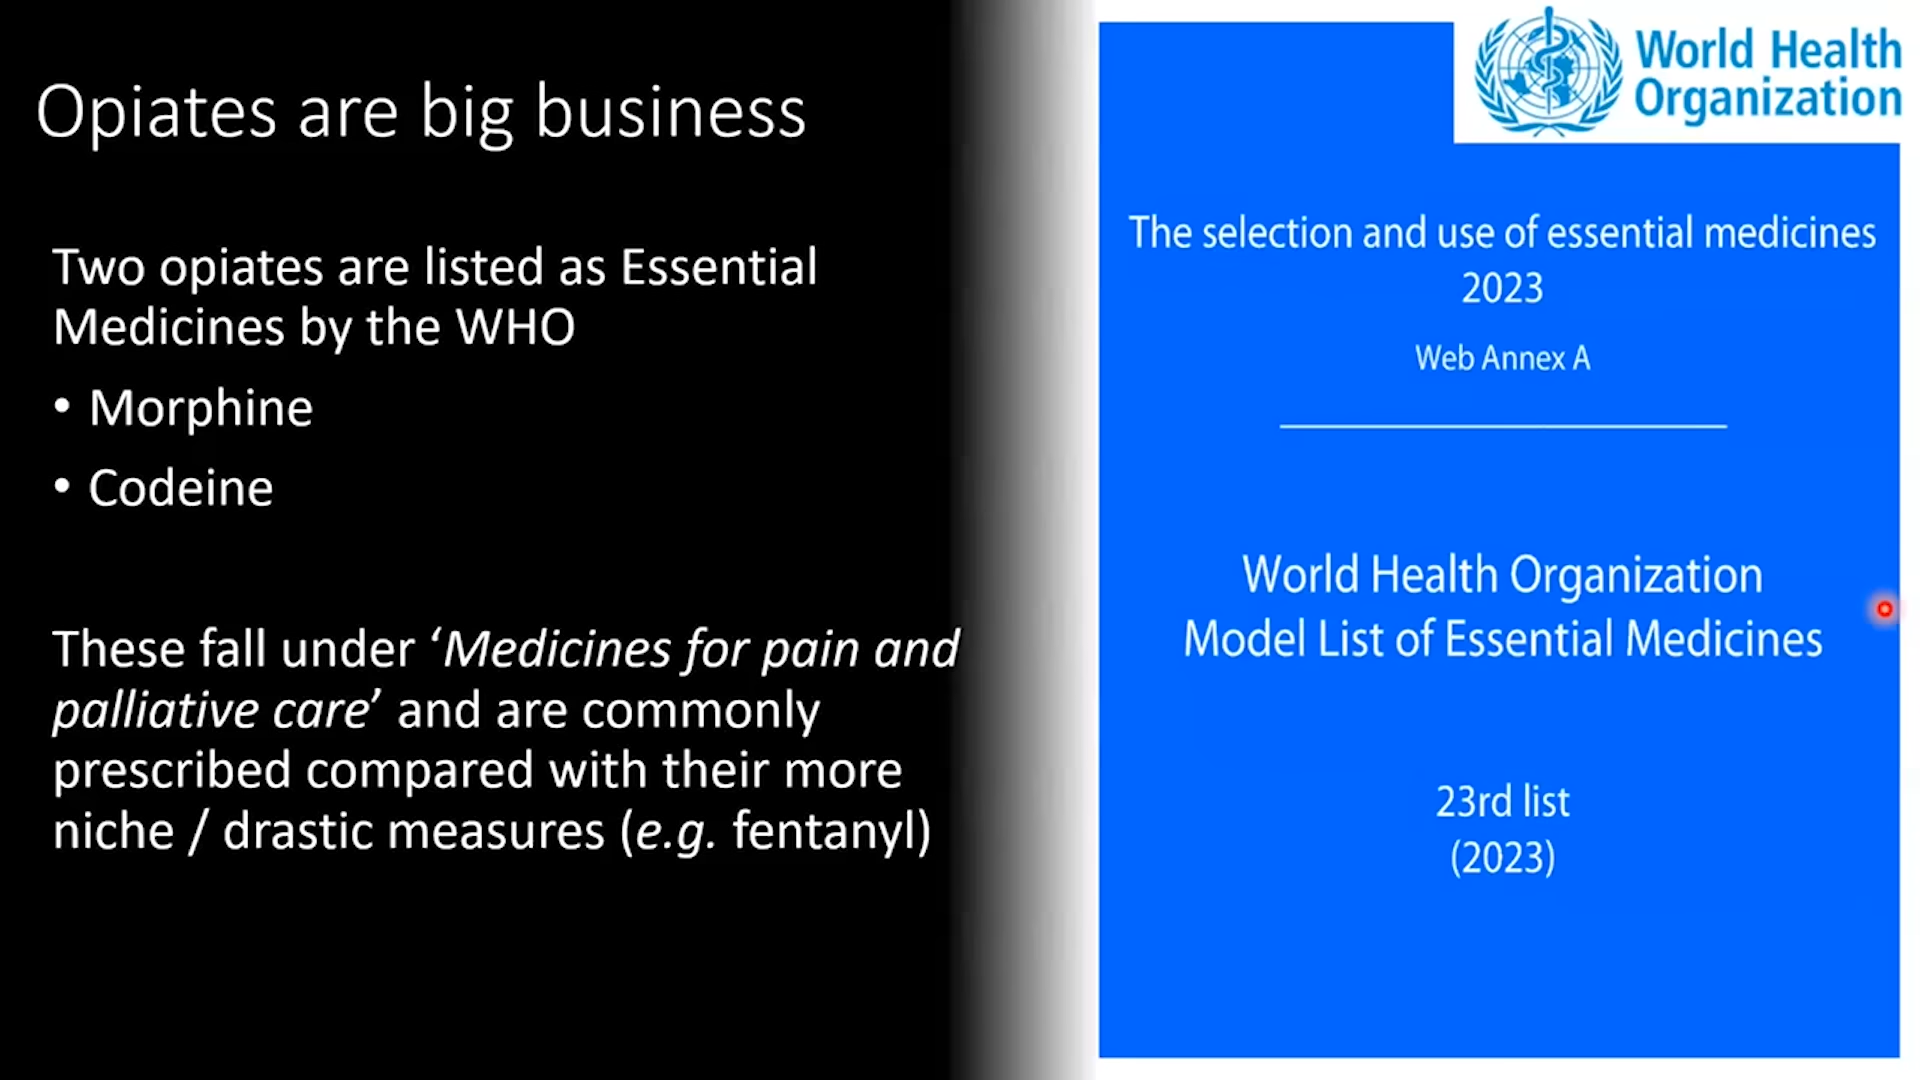 Opiates are big business
Two opiates are listed as Essential
Medicines by the WHO
• Morphine
• Codeine
These fall under ‘Medicines for pain and
palliative care’ and are commonly
prescribed compared with their more
niche / drastic measures (e.g. fentanyl)
World Health
Organization
The selection and use of essential medicines
2023
Web Annex A
World Health Organization
Model List of Essential Medicines
23rd list
(2023)